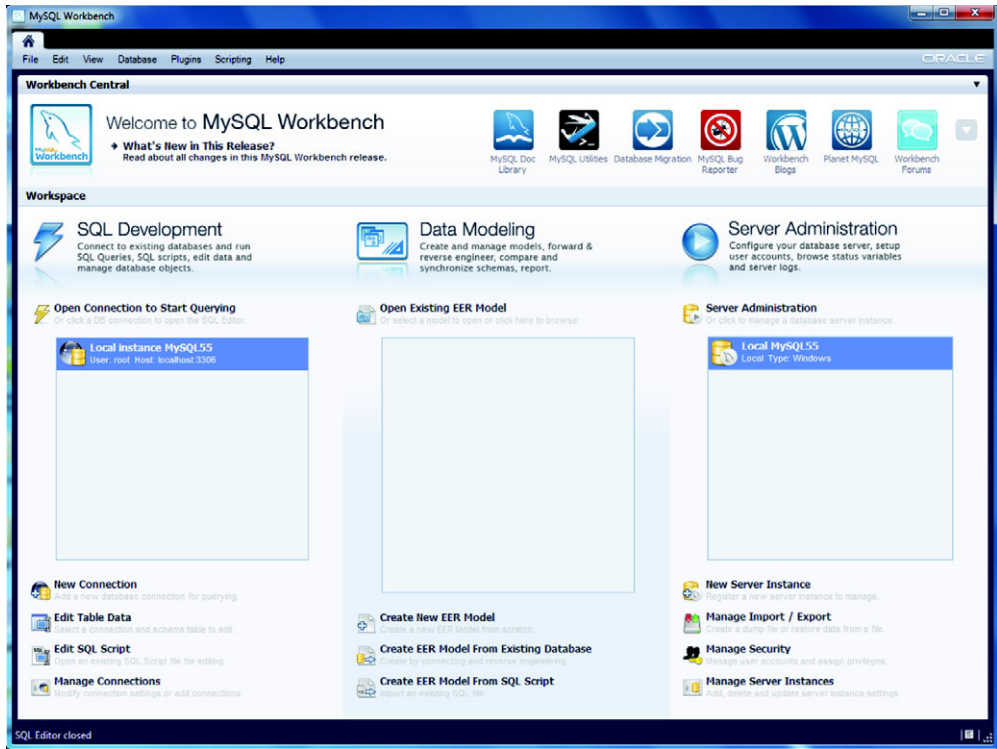 MySQL Workbench
File Edit View Database Plugins Scripting Help
ORACLE
Workbench Central
Workbench
Welcome to MySQL Workbench
What's New in This Release?
Read about all changes in this MySQL Workbench release.
MySQL Doc
Library
MySQL Utilities
Database Migration
MySQL Bug
Reporter
Workbench
Blogs
Planet MySQL
Workbench
Forums
Workspace
SQL Development
Connect to existing databases and run
SQL Queries, SQL scripts, edit data and
manage database objects.
Open Connection to Start Querying
Or click a DB connection to open the SQL Editor.
Local instance MySQL55
User: root Host: localhost:3306
New Connection
Add a new database connection for querying.
Edit Table Data
Select a connection and schema table to edit.
Edit SQL Script
Open an existing SQL Script file for editing.
Manage Connections
Modify connection settings or add connections.
Data Modeling
Create and manage models, forward &
reverse engineer, compare and
synchronize schemas, report.
Open Existing EER Model
Or select a model to open or click here to browse.
Create New EER Model
Create a new EER Model from scratch.
Create EER Model From Existing Database
Create by connecting and reverse engineering.
Create EER Model From SQL Script
Import an existing SQL file.
Server Administration
Configure your database server, setup
user accounts, browse status variables
and server logs.
Server Administration
Or click to manage a database server instance.
Local MySQL55
Local Type: Windows
New Server Instance
Register a new server instance to manage.
Manage Import / Export
Create a dump file or restore data from a file.
Manage Security
Manage user accounts and assign privileges.
Manage Server Instances
Add, delete and update server instance settings.
SQL Editor closed